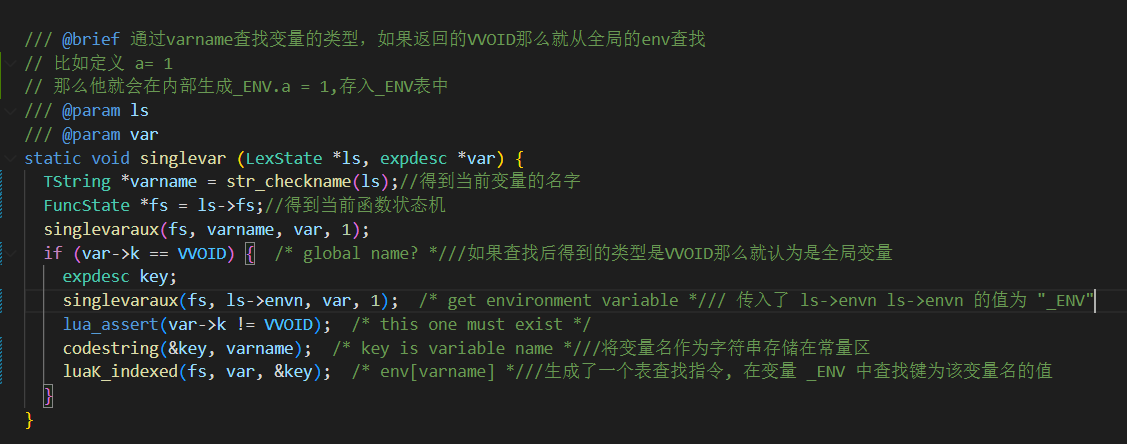 /// @brief 通过varname查找变量的类型，如果返回的VVOID那么就从全局的env查找
// 比如定义 a= 1
// 那么他就会在内部生成_ENV.a = 1,存入_ENV表中
/// @param ls
/// @param var
static void singlevar (LexState *ls, expdesc *var) {
  TString *varname = str_checkname(ls);//得到当前变量的名字
  FuncState *fs = ls->fs;//得到当前函数状态机
  singlevaraux(fs, varname, var, 1);
  if (var->k == VVOID) {  /* global name? *///如果查找后得到的类型是VVOID那么就认为是全局变量
    expdesc key;
    singlevaraux(fs, ls->envn, var, 1);  /* get environment variable */// 传入了 ls->envn ls->envn 的值为 "_ENV"
    lua_assert(var->k != VVOID);  /* this one must exist */
    codestring(&key, varname);  /* key is variable name *///将变量名作为字符串存储在常量区
    luaK_indexed(fs, var, &key);  /* env[varname] *///生成了一个表查找指令, 在变量 _ENV 中查找键为该变量名的值
  }
}